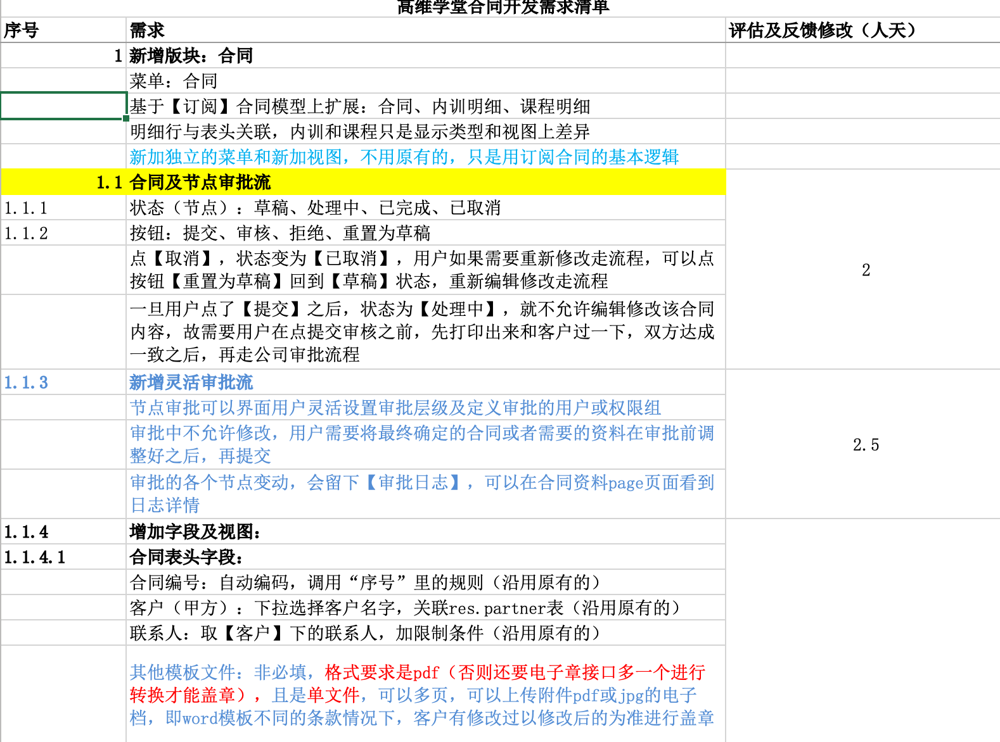 高维学堂合同开发需求清单
序号 需求 评估及反馈修改（人天）
1 新增版块：合同
菜单：合同
基于【订阅】合同模型上扩展：合同、内训明细、课程明细
明细行与表头关联，内训和课程只是显示类型和视图上差异
新加独立的菜单和新加视图，不用原有的，只是用订阅合同的基本逻辑
1.1 合同及节点审批流
1.1.1 状态（节点）：草稿、处理中、已完成、已取消
1.1.2 按钮：提交、审核、拒绝、重置为草稿
点【取消】，状态变为【已取消】，用户如果需要重新修改走流程，可以点
按钮【重置为草稿】回到【草稿】状态，重新编辑修改走流程
2
一旦用户点了【提交】之后，状态为【处理中】，就不允许编辑修改该合同
内容，故需要用户在点提交审核之前，先打印出来和客户过一下，双方达成
一致之后，再走公司审批流程
1.1.3 新增灵活审批流
节点审批可以界面用户灵活设置审批层级及定义审批的用户或权限组
审批中不允许修改，用户需要将最终确定的合同或者需要的资料在审批前调
整好之后，再提交
2.5
审批的各个节点变动，会留下【审批日志】，可以在合同资料page页面看到
日志详情
1.1.4 增加字段及视图：
1.1.4.1 合同表头字段：
合同编号：自动编码，调用“序号”里的规则（沿用原有的）
客户（甲方）：下拉选择客户名字，关联res.partner表（沿用原有的）
联系人：取【客户】下的联系人，加限制条件（沿用原有的）
其他模板文件：非必填，格式要求是pdf（否则还要电子章接口多一个进行
转换才能盖章），且是单文件，可以多页，可以上传附件pdf或jpg的电子
档，即word模板不同的条款情况下，客户有修改过以修改后的为准进行盖章